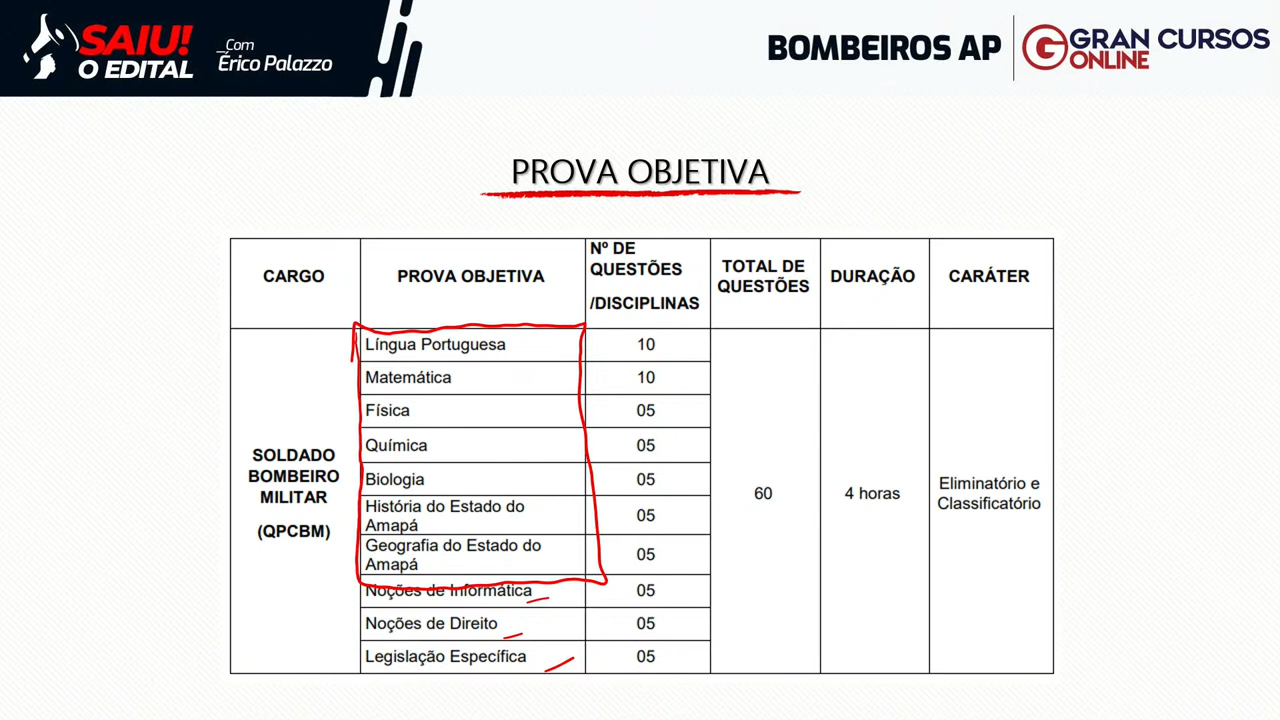 SAIU!
O EDITAL
_Com
Érico Palazzo
BOMBEIROS AP
GRAN CURSOS
ONLINE
PROVA OBJETIVA
CARGO
PROVA OBJETIVA
Nº DE
QUESTÕES
/DISCIPLINAS
TOTAL DE
QUESTÕES
DURAÇÃO
CARÁTER
SOLDADO
BOMBEIRO
MILITAR
(QPCBM)
Língua Portuguesa 10
Matemática 10
Física 05
Química 05
Biologia 05
História do Estado do
Amapá 05
Geografia do Estado do
Amapá 05
Noções de Informática 05
Noções de Direito 05
Legislação Específica 05
60
4 horas
Eliminatório e
Classificatório